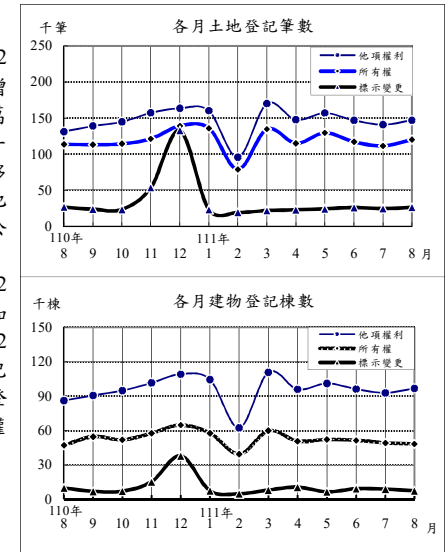 2
增
2
各月土地登記筆數
千筆
250
200
150
100
50
0
他項權利
所有權
標示變更
110年 111年
8 9 10 11 12 1 2 3 4 5 6 7 8 月
各月建物登記棟數
千棟
150
120
90
60
30
0
他項權利
所有權
標示變更
110年 111年
8 9 10 11 12 1 2 3 4 5 6 7 8 月